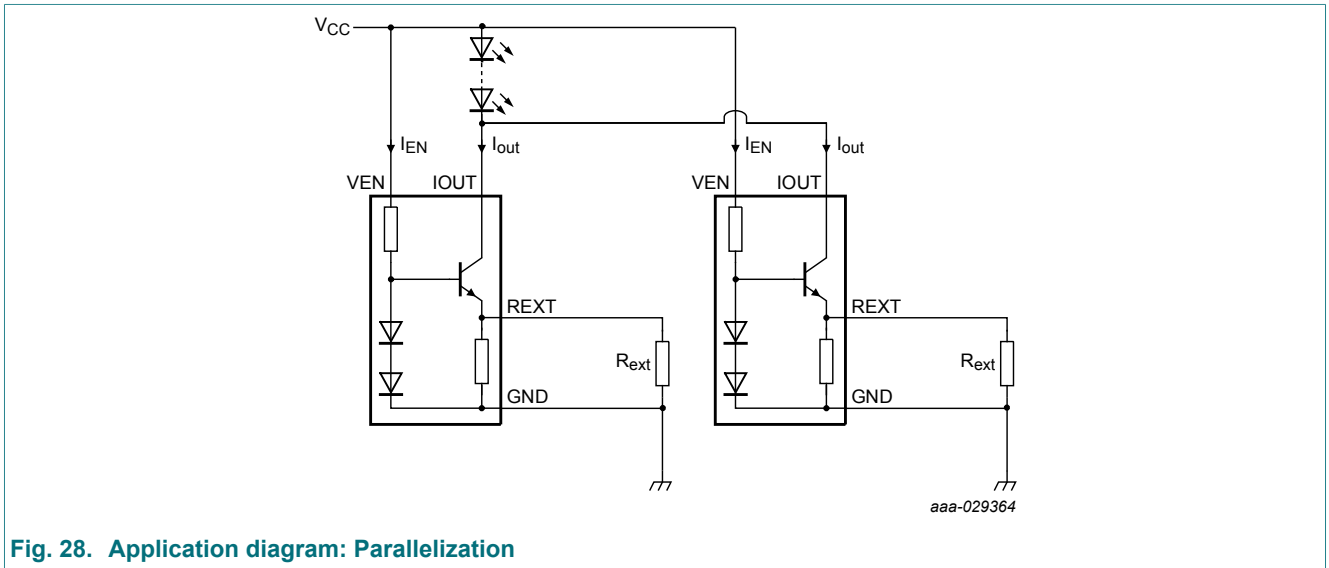 VCC
IEN Iout IEN Iout
VEN IOUT VEN IOUT
REXT REXT
Rext Rext
GND GND
aaa-029364
Fig. 28. Application diagram: Parallelization